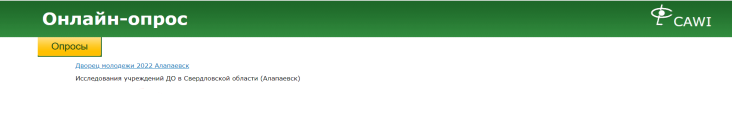 Онлайн-опрос
CAWI
Опросы
Дворец молодежи 2022 Алапаевск
Исследования учреждений ДО в Свердловской области (Алапаевск)